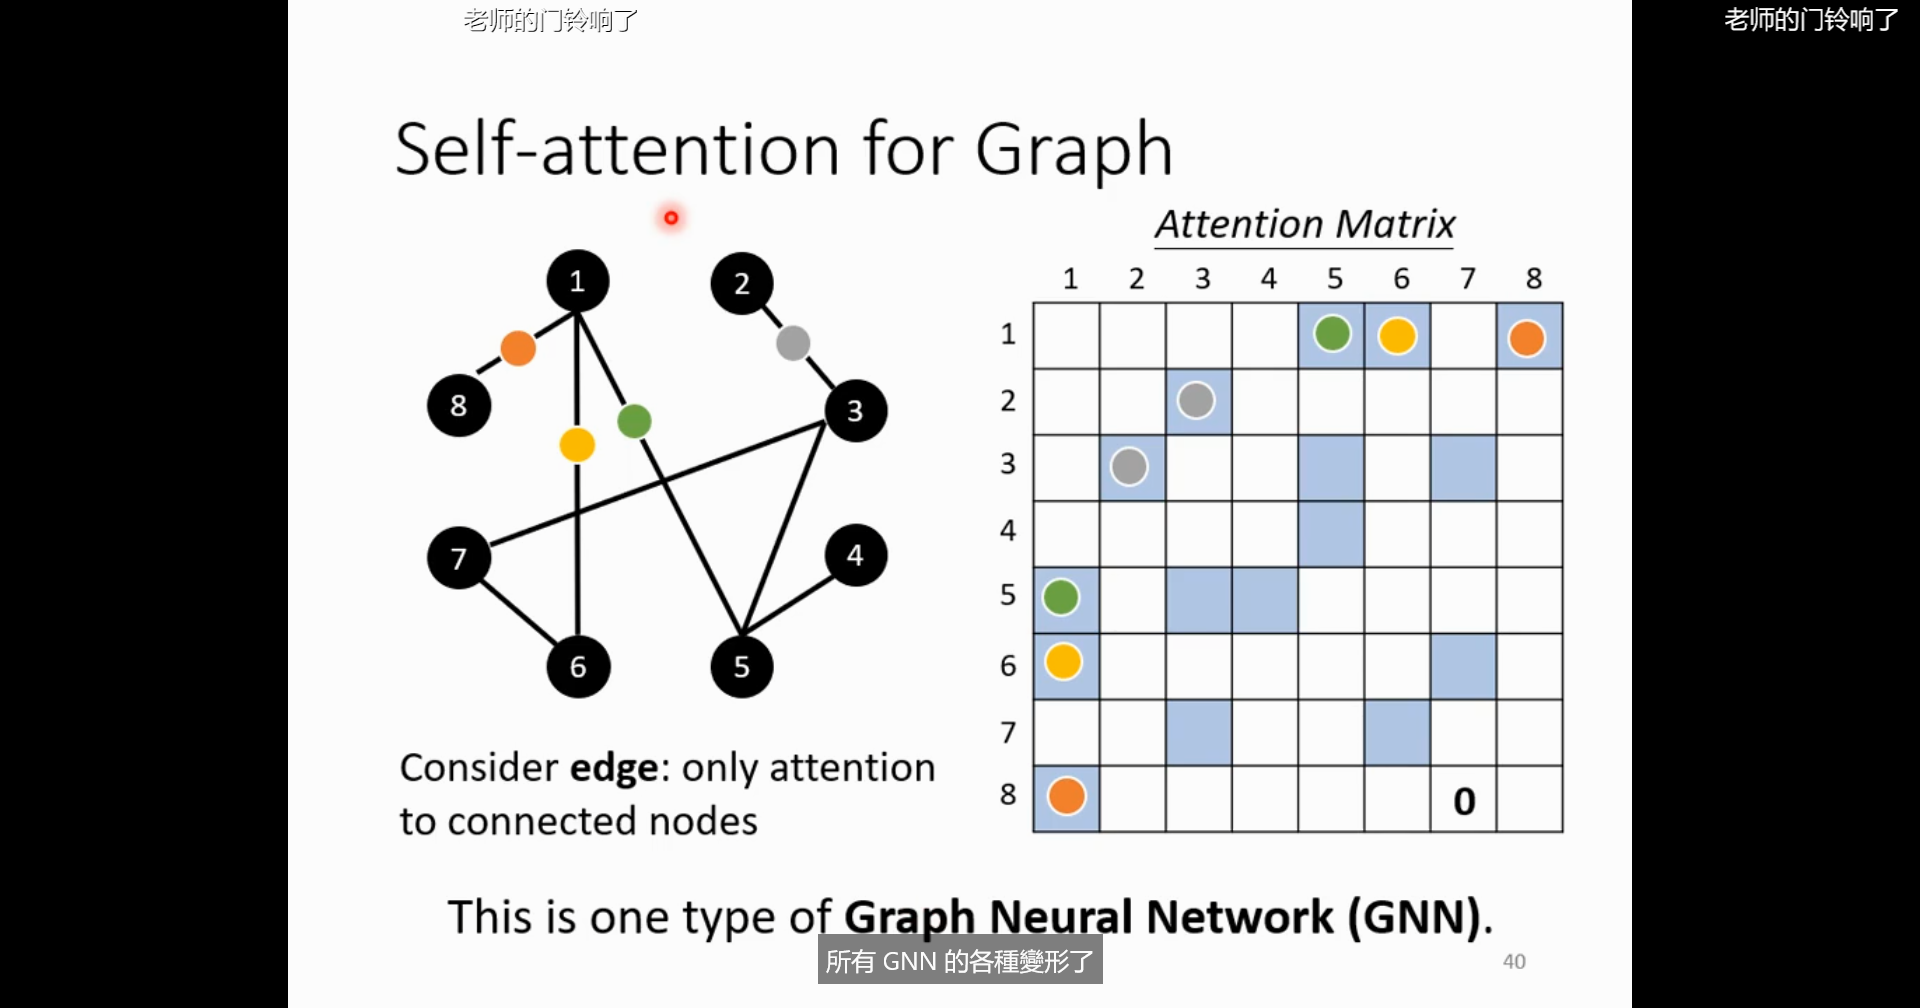 老师的门铃响了
老师的门铃响了
Self-attention for Graph
1
2
8
3
7
4
6
5
Consider edge: only attention
to connected nodes
Attention Matrix
1 2 3 4 5 6 7 8
1
2
3
4
5
6
7
8 0
This is one type of Graph Neural Network (GNN).
所有 GNN 的各種變形了
40